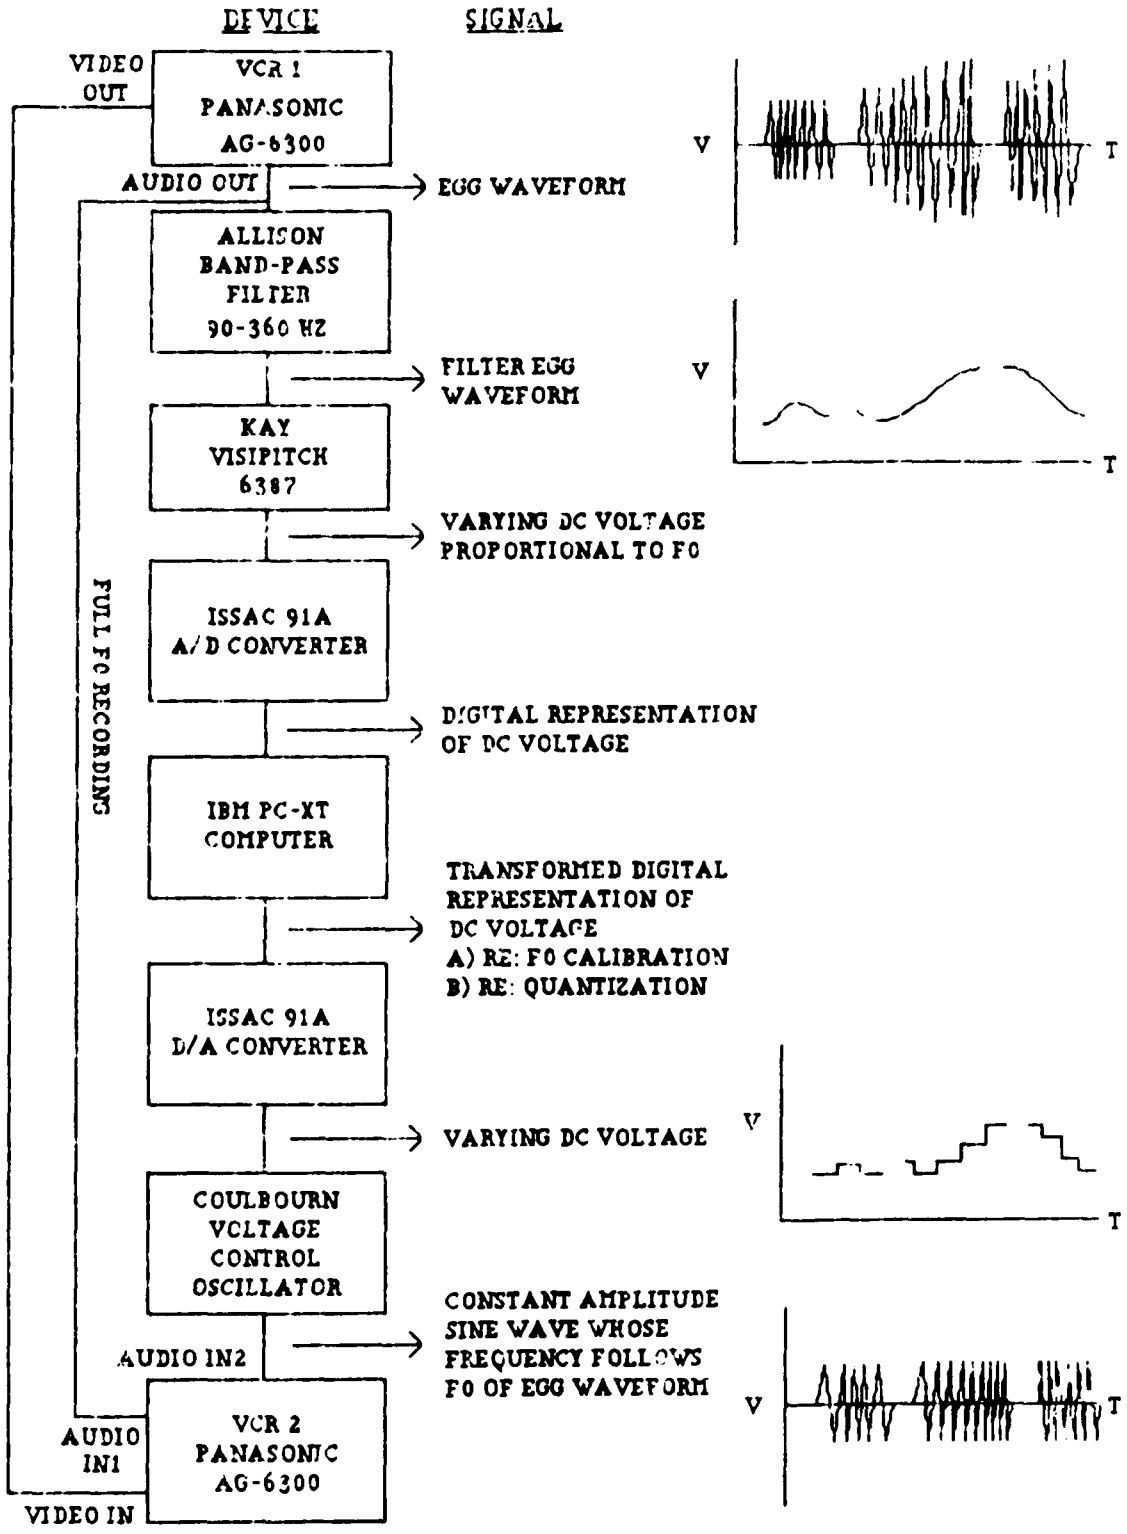 DEVICE
SIGNAL
VIDEO
OUT
VCR 1
PANASONIC
AG-6300
V
T
AUDIO OUT
EGG WAVEFORM
ALLISON
BAND-PASS
FILTER
90-360 HZ
FILTER EGG
WAVEFORM
V
T
KAY
VISIPITCH
6387
VARYING DC VOLTAGE
PROPORTIONAL TO F0
FULL F0 RECORDING
ISSAC 91A
A/D CONVERTER
DIGITAL REPRESENTATION
OF DC VOLTAGE
IBM PC-XT
COMPUTER
TRANSFORMED DIGITAL
REPRESENTATION OF
DC VOLTAGE
A) RE: F0 CALIBRATION
B) RE: QUANTIZATION
ISSAC 91A
D/A CONVERTER
VARYING DC VOLTAGE
V
T
COULBOURN
VOLTAGE
CONTROL
OSCILLATOR
CONSTANT AMPLITUDE
SINE WAVE WHOSE
FREQUENCY FOLLOWS
F0 OF EGG WAVEFORM
V
T
AUDIO IN2
VCR 2
PANASONIC
AG-6300
AUDIO
IN1
VIDEO IN